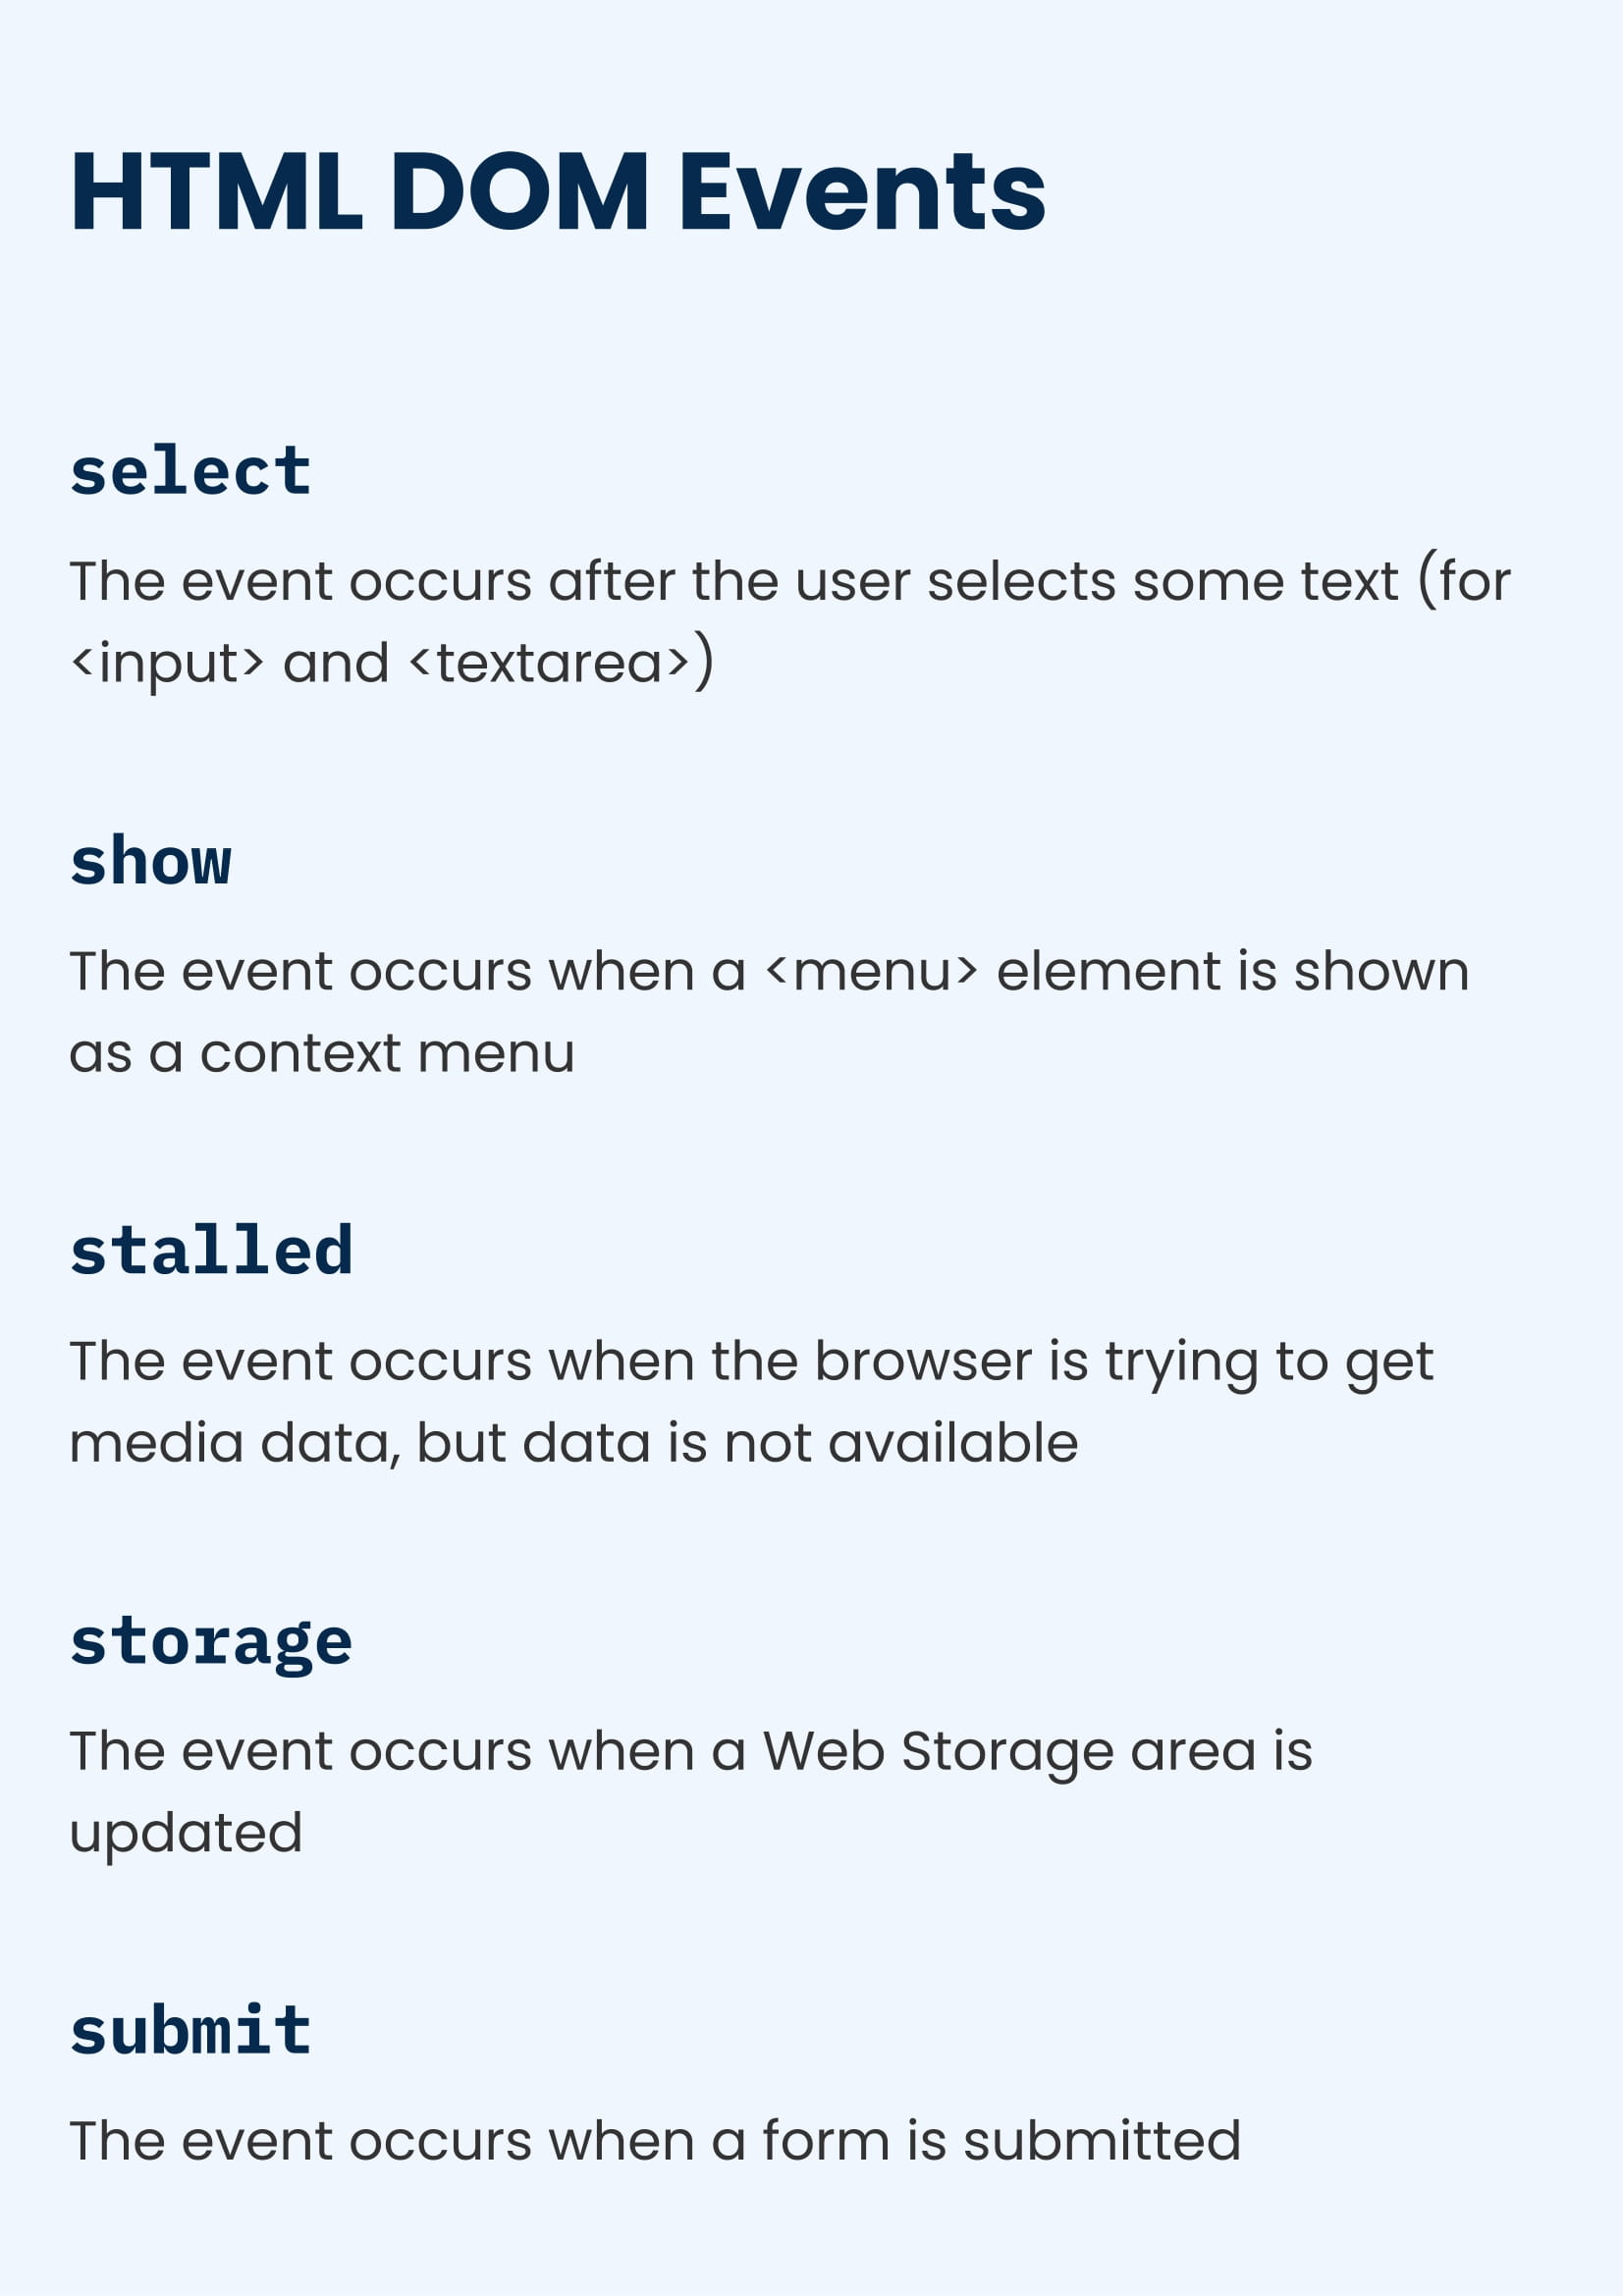 HTML DOM Events
select
The event occurs after the user selects some text (for
<input> and <textarea>)
show
The event occurs when a <menu> element is shown
as a context menu
stalled
The event occurs when the browser is trying to get
media data, but data is not available
storage
The event occurs when a Web Storage area is
updated
submit
The event occurs when a form is submitted